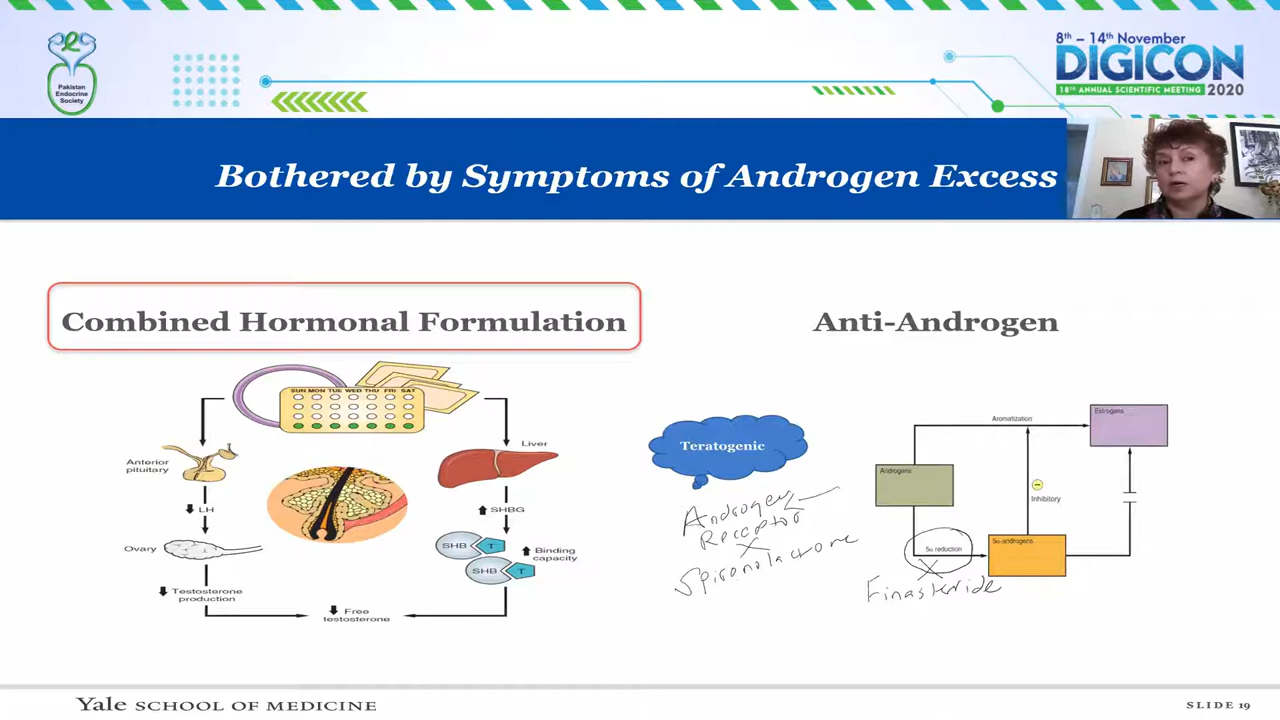 Pakistan
Endocrine
Society
8th – 14th November
DIGICON
18th ANNUAL SCIENTIFIC MEETING 2020
Bothered by Symptoms of Androgen Excess
Combined Hormonal Formulation
Anti-Androgen
SUN MON TUE WED THU FRI SAT
Anterior
pituitary
LH
Ovary
Testosterone
production
Liver
SHBG
SHB T
SHB T
Binding
capacity
Free
testosterone
Teratogenic
Androgen
Receptor
X
Spironolactone
Aromatization
Estrogens
Androgens
Inhibitory
5α reduction
5α-androgens
X
Finasteride
Yale SCHOOL OF MEDICINE
SLIDE 19